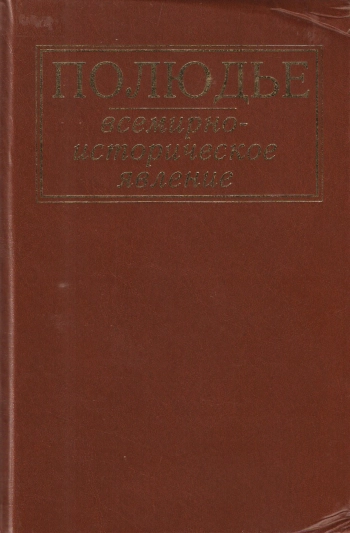 ПОЛЮДЬЕ
всемирно-
историческое
явление